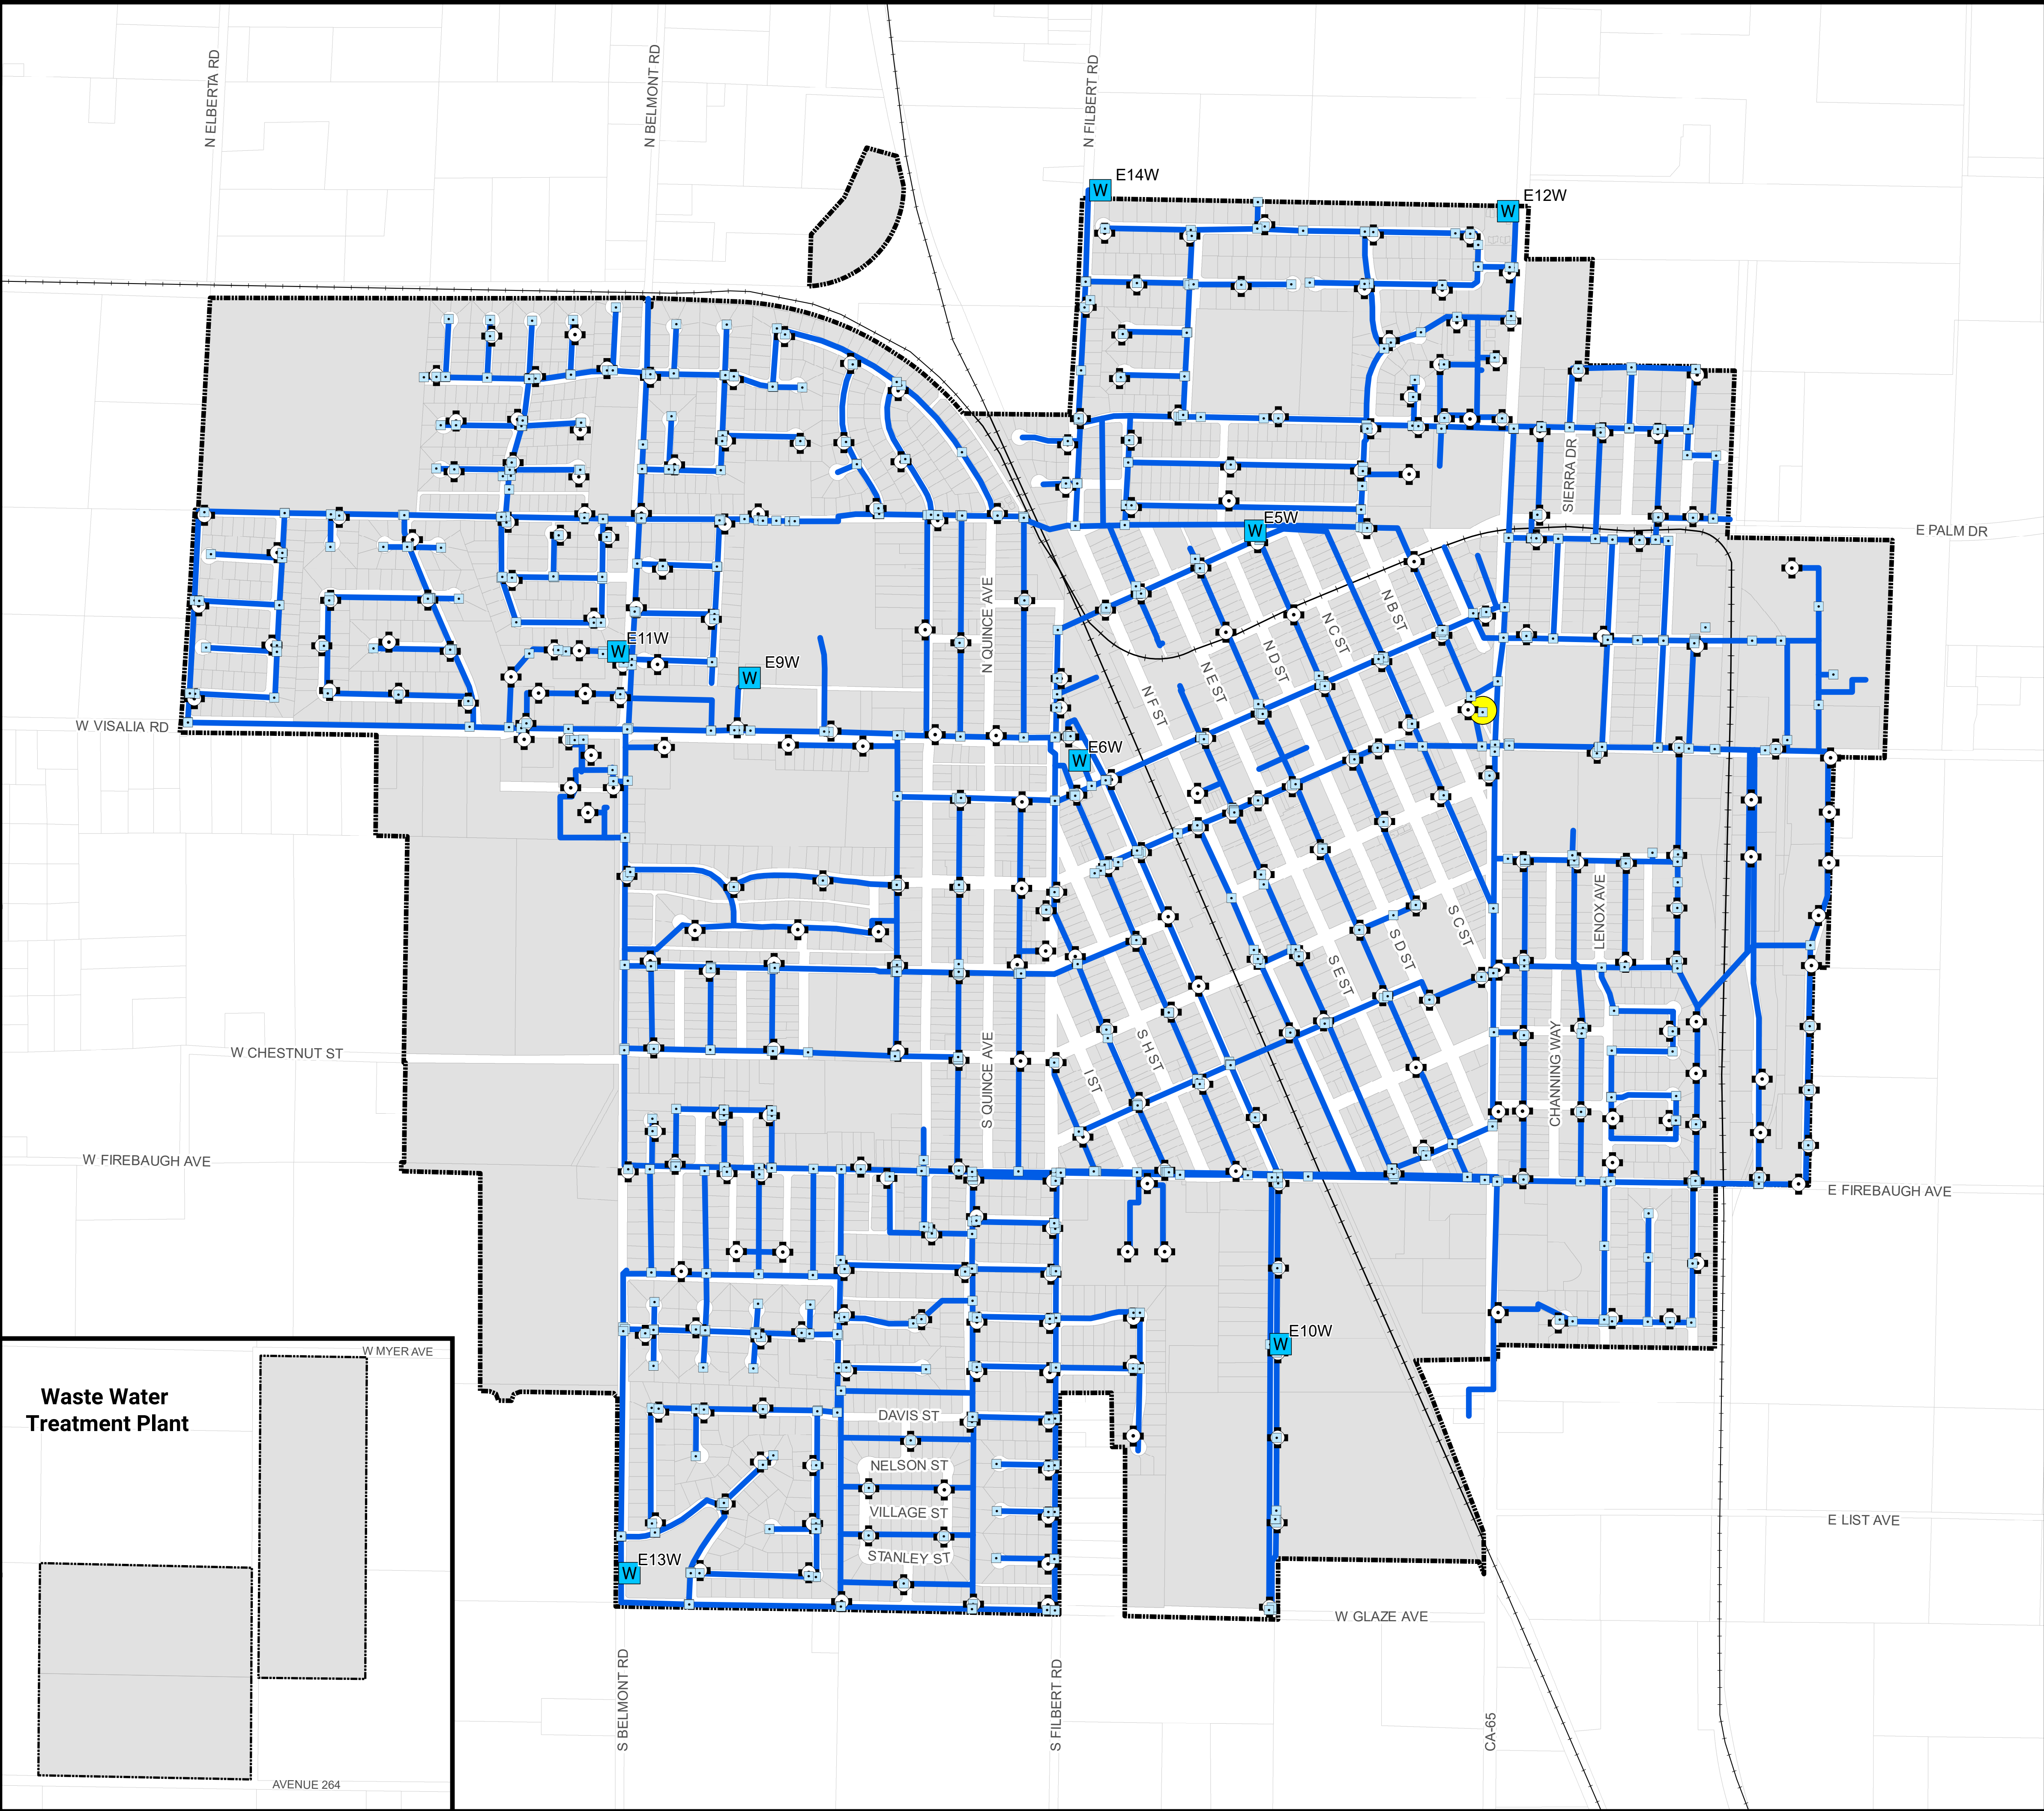 N ELBERTA RD
N BELMONT RD
N FILBERT RD
W E14W
W E12W
SIERRA DR
E PALM DR
W E5W
N QUINCE AVE
N B ST
N C ST
N D ST
N E ST
N F ST
W E11W
W E9W
W VISALIA RD
W E6W
LENOX AVE
S C ST
S D ST
S E ST
W CHESTNUT ST
S QUINCE AVE
S H ST
I ST
CHANNING WAY
W FIREBAUGH AVE
E FIREBAUGH AVE
W E10W
W MYER AVE
Waste Water
Treatment Plant
DAVIS ST
NELSON ST
VILLAGE ST
STANLEY ST
E LIST AVE
W E13W
W GLAZE AVE
S BELMONT RD
S FILBERT RD
CA-65
AVENUE 264